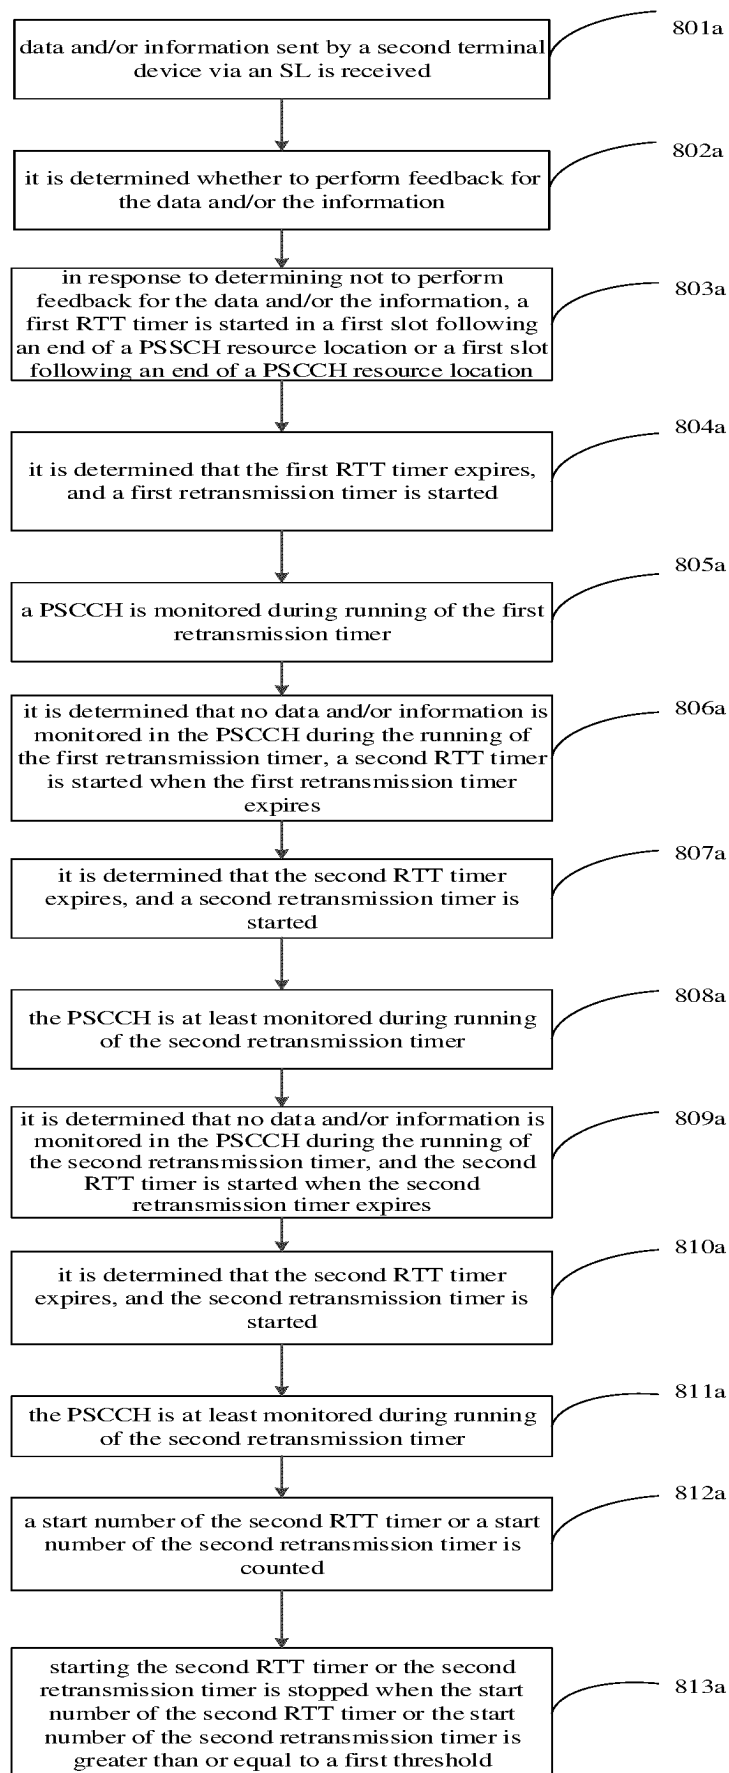 data and/or information sent by a second terminal
device via an SL is received
801a
it is determined whether to perform feedback for
the data and/or the information
802a
in response to determining not to perform
feedback for the data and/or the information, a
first RTT timer is started in a first slot following
an end of a PSSCH resource location or a first slot
following an end of a PSCCH resource location
803a
it is determined that the first RTT timer expires,
and a first retransmission timer is started
804a
a PSCCH is monitored during running of the first
retransmission timer
805a
it is determined that no data and/or information is
monitored in the PSCCH during the running of
the first retransmission timer, a second RTT timer
is started when the first retransmission timer
expires
806a
it is determined that the second RTT timer
expires, and a second retransmission timer is
started
807a
the PSCCH is at least monitored during running
of the second retransmission timer
808a
it is determined that no data and/or information is
monitored in the PSCCH during the running of
the second retransmission timer, and the second
RTT timer is started when the second
retransmission timer expires
809a
it is determined that the second RTT timer
expires, and the second retransmission timer is
started
810a
the PSCCH is at least monitored during running
of the second retransmission timer
811a
a start number of the second RTT timer or a start
number of the second retransmission timer is
counted
812a
starting the second RTT timer or the second
retransmission timer is stopped when the start
number of the second RTT timer or the start
number of the second retransmission timer is
greater than or equal to a first threshold
813a